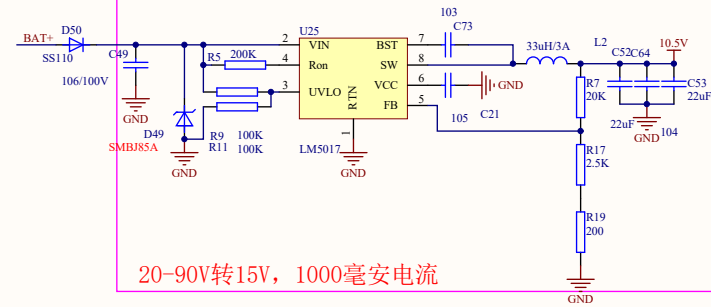 BAT+
D50
SS110
C49
106/100V
GND
D49
SMBJ85A
GND
R5
200K
R9
100K
R11
100K
U25
2
VIN
BST
7
4
Ron
SW
8
3
UVLO
VCC
6
RTN
FB
5
1
LM5017
GND
103
C73
GND
105
C21
33uH/3A
L2
10.5V
R7
20K
C52
C64
C53
22uF
22uF
104
GND
R17
2.5K
R19
200
GND
20-90V转15V，1000毫安电流